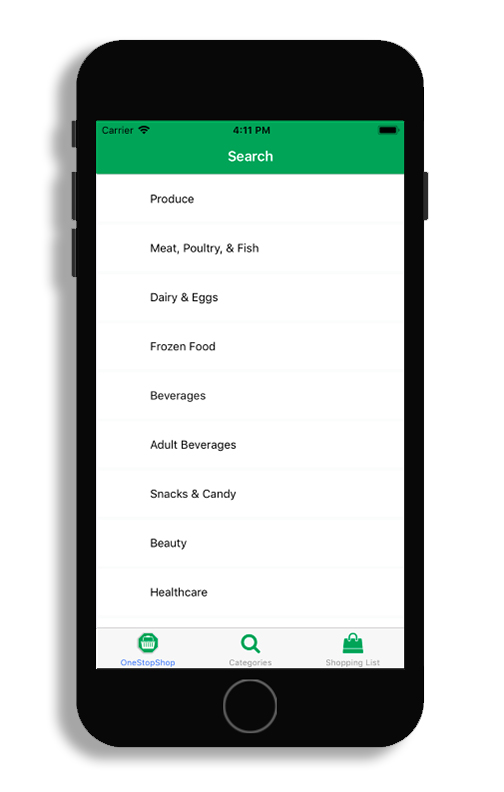 Carrier 4:11 PM
Search
Produce
Meat, Poultry, & Fish
Dairy & Eggs
Frozen Food
Beverages
Adult Beverages
Snacks & Candy
Beauty
Healthcare
OneStopShop Categories Shopping List